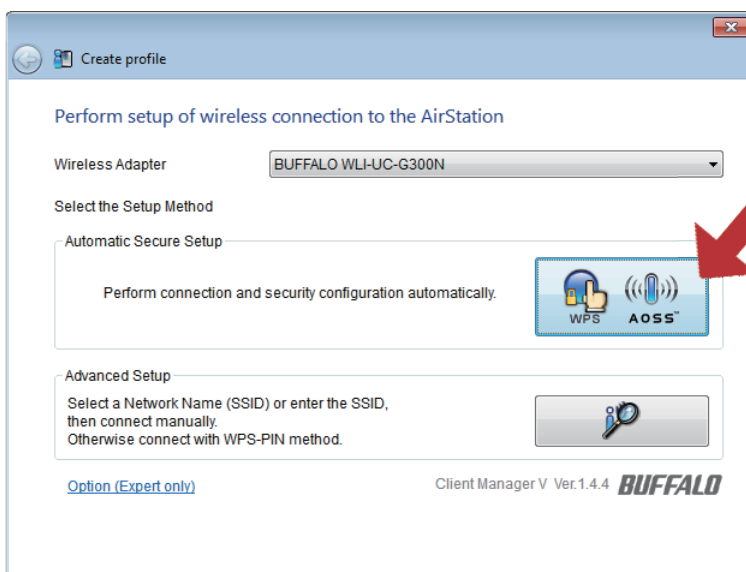 Create profile
Perform setup of wireless connection to the AirStation
Wireless Adapter BUFFALO WLI-UC-G300N
Select the Setup Method
Automatic Secure Setup
Perform connection and security configuration automatically.
WPS AOSS™
Advanced Setup
Select a Network Name (SSID) or enter the SSID,
then connect manually.
Otherwise connect with WPS-PIN method.
Option (Expert only) Client Manager V Ver.1.4.4 BUFFALO